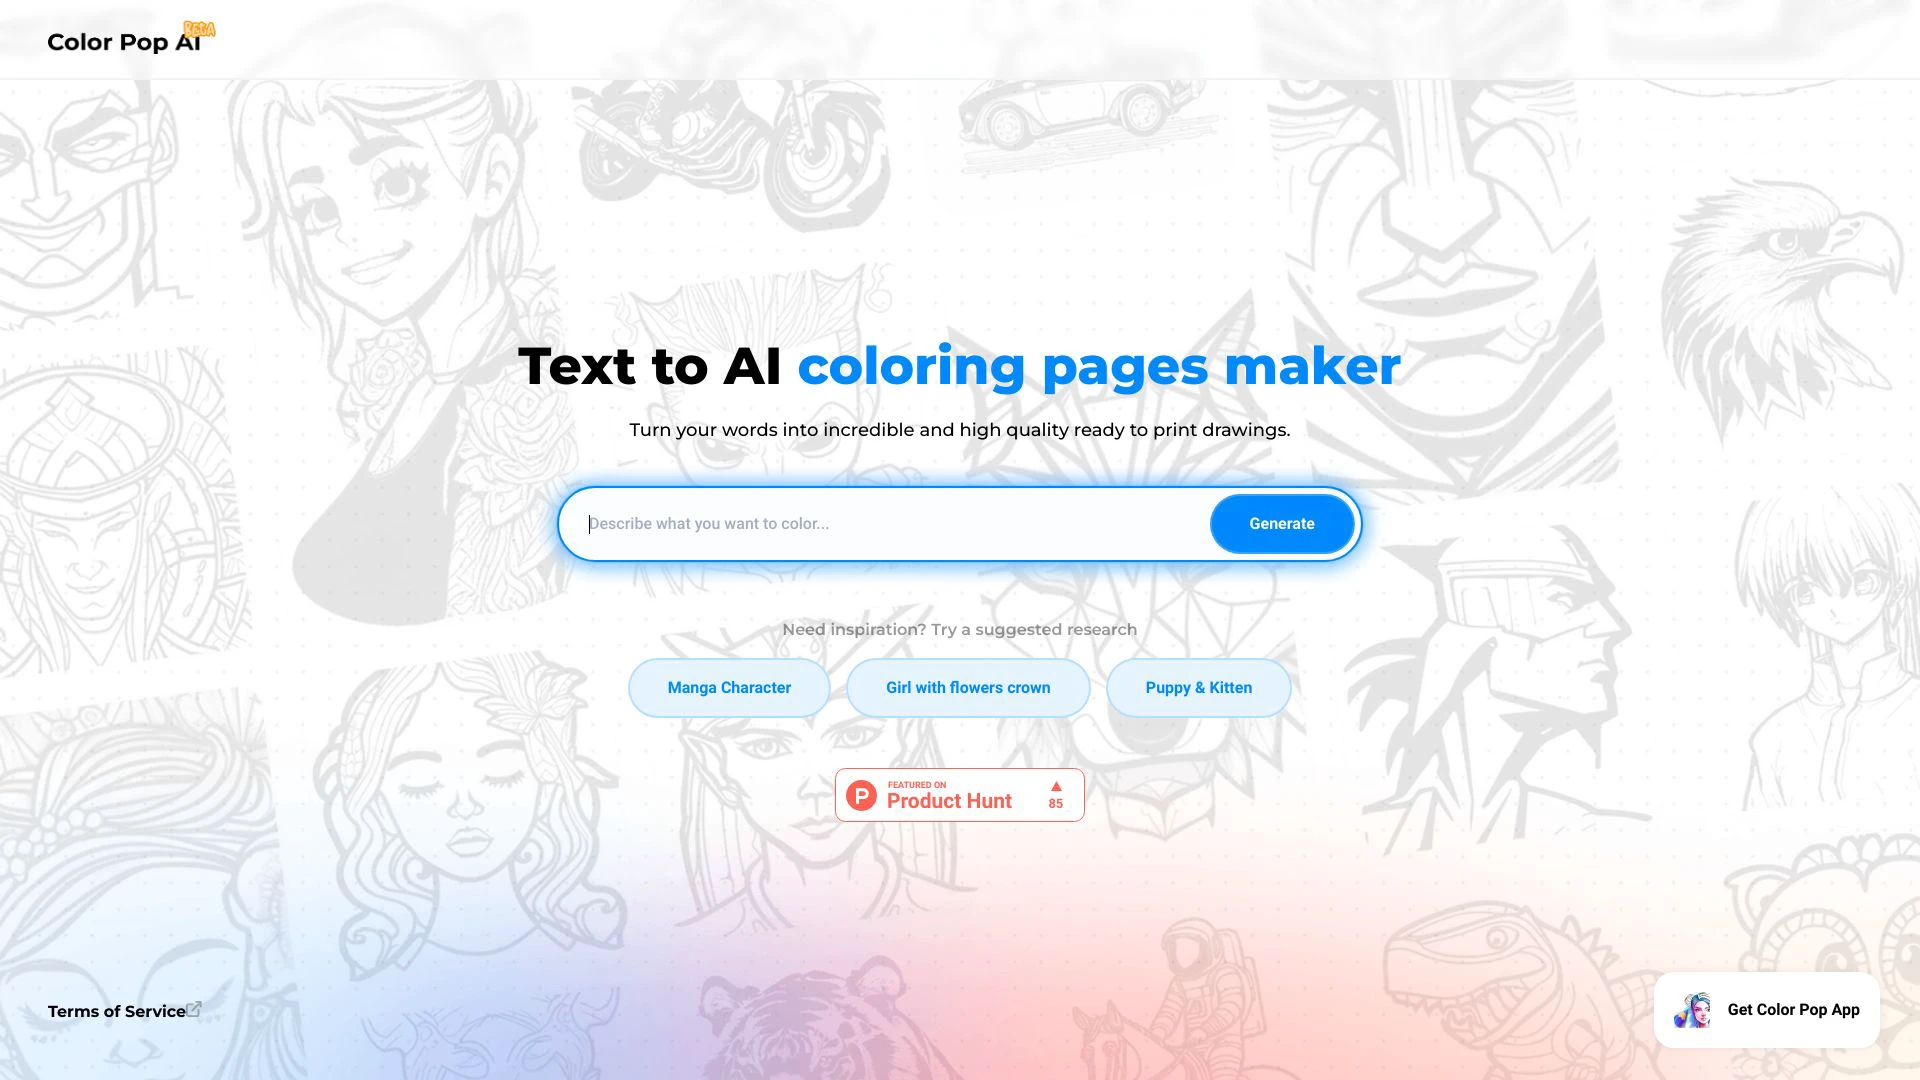 Color Pop AI
BETA
Text to AI coloring pages maker
Turn your words into incredible and high quality ready to print drawings.
Describe what you want to color...
Generate
Need inspiration? Try a suggested research
Manga Character
Girl with flowers crown
Puppy & Kitten
FEATURED ON
Product Hunt
85
Terms of Service
Get Color Pop App